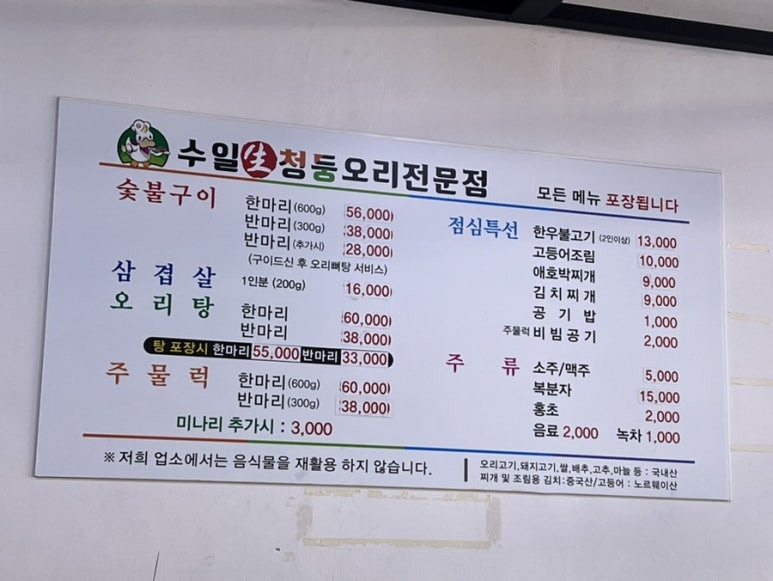 수일生청둥오리전문점
모든 메뉴 포장됩니다
숯불구이
한마리 (600g) 56,000
반마리 (300g) 38,000
반마리 (추가시) 28,000
(구이드신 후 오리뼈탕 서비스)
삼겹살 1인분 (200g) 16,000
오리탕 한마리 60,000
반마리 38,000
탕 포장시 한마리 55,000 반마리 33,000
주물럭 한마리 (600g) 60,000
반마리 (300g) 38,000
미나리 추가시 : 3,000
점심특선 한우불고기 (2인이상) 13,000
고등어조림 10,000
애호박찌개 9,000
김치찌개 9,000
공기밥 1,000
주물럭 비빔공기 2,000
주류 소주/맥주 5,000
복분자 15,000
홍초 2,000
음료 2,000 녹차 1,000
※ 저희 업소에서는 음식물을 재활용 하지 않습니다.
오리고기,돼지고기,쌀,배추,고추,마늘 등 : 국내산
찌개 및 조림용 김치:중국산/고등어 : 노르웨이산